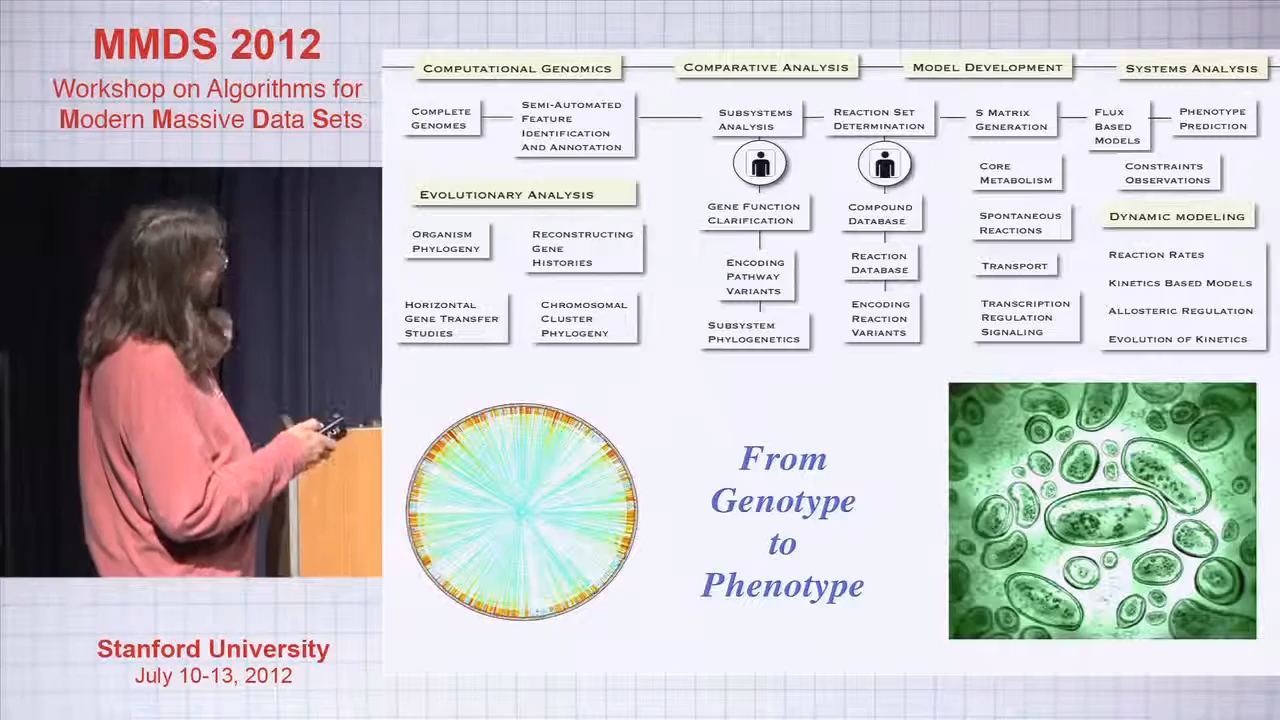 MMDS 2012
Workshop on Algorithms for
Modern Massive Data Sets
COMPUTATIONAL GENOMICS
COMPARATIVE ANALYSIS
MODEL DEVELOPMENT
SYSTEMS ANALYSIS
COMPLETE
GENOMES
SEMI-AUTOMATED
FEATURE
IDENTIFICATION
AND ANNOTATION
SUBSYSTEMS
ANALYSIS
REACTION SET
DETERMINATION
S MATRIX
GENERATION
FLUX
BASED
MODELS
PHENOTYPE
PREDICTION
CORE
METABOLISM
CONSTRAINTS
OBSERVATIONS
EVOLUTIONARY ANALYSIS
GENE FUNCTION
CLARIFICATION
COMPOUND
DATABASE
SPONTANEOUS
REACTIONS
DYNAMIC MODELING
ORGANISM
PHYLOGENY
RECONSTRUCTING
GENE
HISTORIES
ENCODING
PATHWAY
VARIANTS
REACTION
DATABASE
TRANSPORT
REACTION RATES
KINETICS BASED MODELS
ALLOSTERIC REGULATION
EVOLUTION OF KINETICS
HORIZONTAL
GENE TRANSFER
STUDIES
CHROMOSOMAL
CLUSTER
PHYLOGENY
SUBSYSTEM
PHYLOGENETICS
ENCODING
REACTION
VARIANTS
TRANSCRIPTION
REGULATION
SIGNALING
From
Genotype
to
Phenotype
Stanford University
July 10-13, 2012